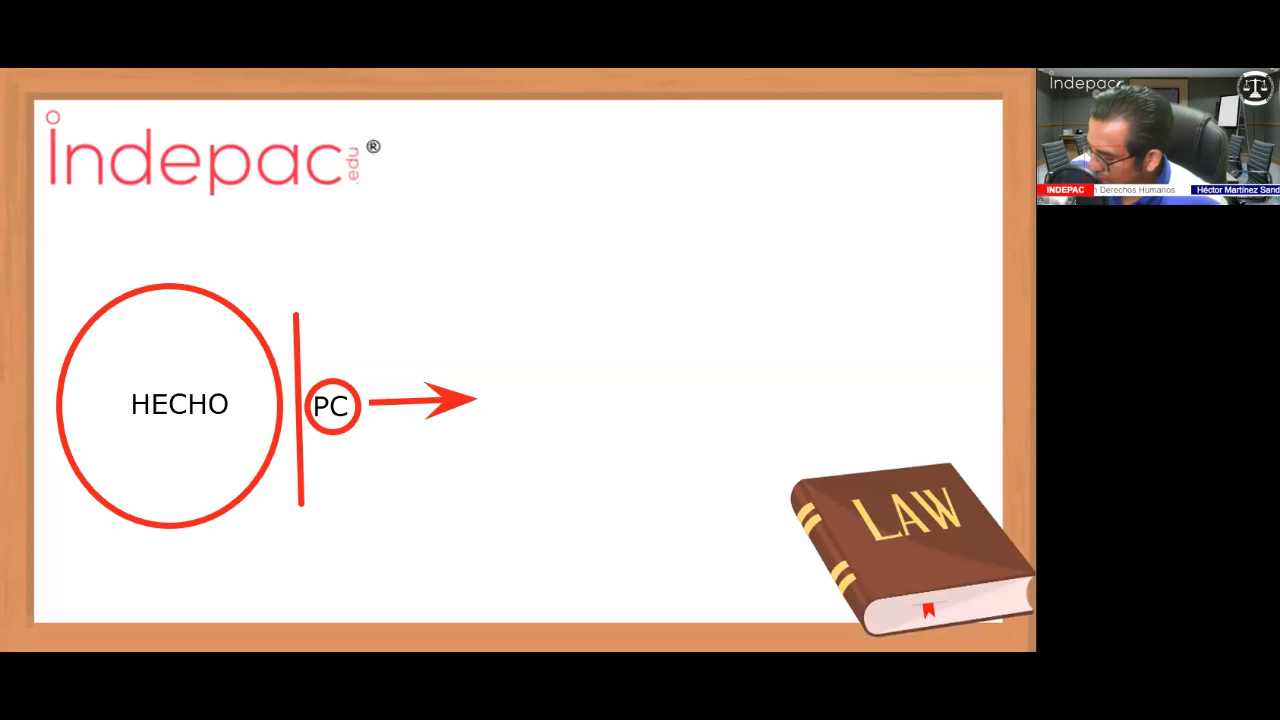 indepac .edu ®
HECHO
PC
LAW
indepac
INDEPAC
n Derechos Humanos
Héctor Martínez Sand